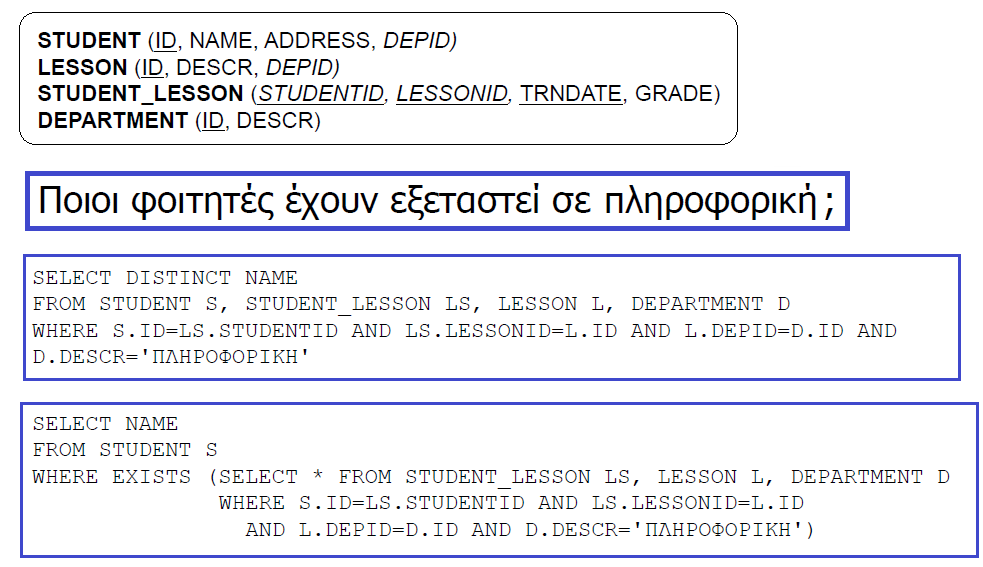 STUDENT (ID, NAME, ADDRESS, DEPID)
LESSON (ID, DESCR, DEPID)
STUDENT_LESSON (STUDENTID, LESSONID, TRNDATE, GRADE)
DEPARTMENT (ID, DESCR)
Ποιοι φοιτητές έχουν εξεταστεί σε πληροφορική ;
SELECT DISTINCT NAME
FROM STUDENT S, STUDENT_LESSON LS, LESSON L, DEPARTMENT D
WHERE S.ID=LS.STUDENTID AND LS.LESSONID=L.ID AND L.DEPID=D.ID AND
D.DESCR='ΠΛΗΡΟΦΟΡΙΚΗ'
SELECT NAME
FROM STUDENT S
WHERE EXISTS (SELECT * FROM STUDENT_LESSON LS, LESSON L, DEPARTMENT D
WHERE S.ID=LS.STUDENTID AND LS.LESSONID=L.ID
AND L.DEPID=D.ID AND D.DESCR='ΠΛΗΡΟΦΟΡΙΚΗ')